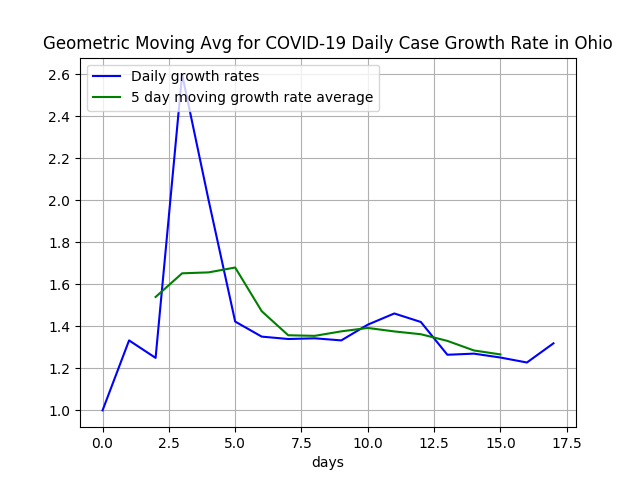 Geometric Moving Avg for COVID-19 Daily Case Growth Rate in Ohio
Daily growth rates
5 day moving growth rate average
2.6
2.4
2.2
2.0
1.8
1.6
1.4
1.2
1.0
0.0 2.5 5.0 7.5 10.0 12.5 15.0 17.5
days